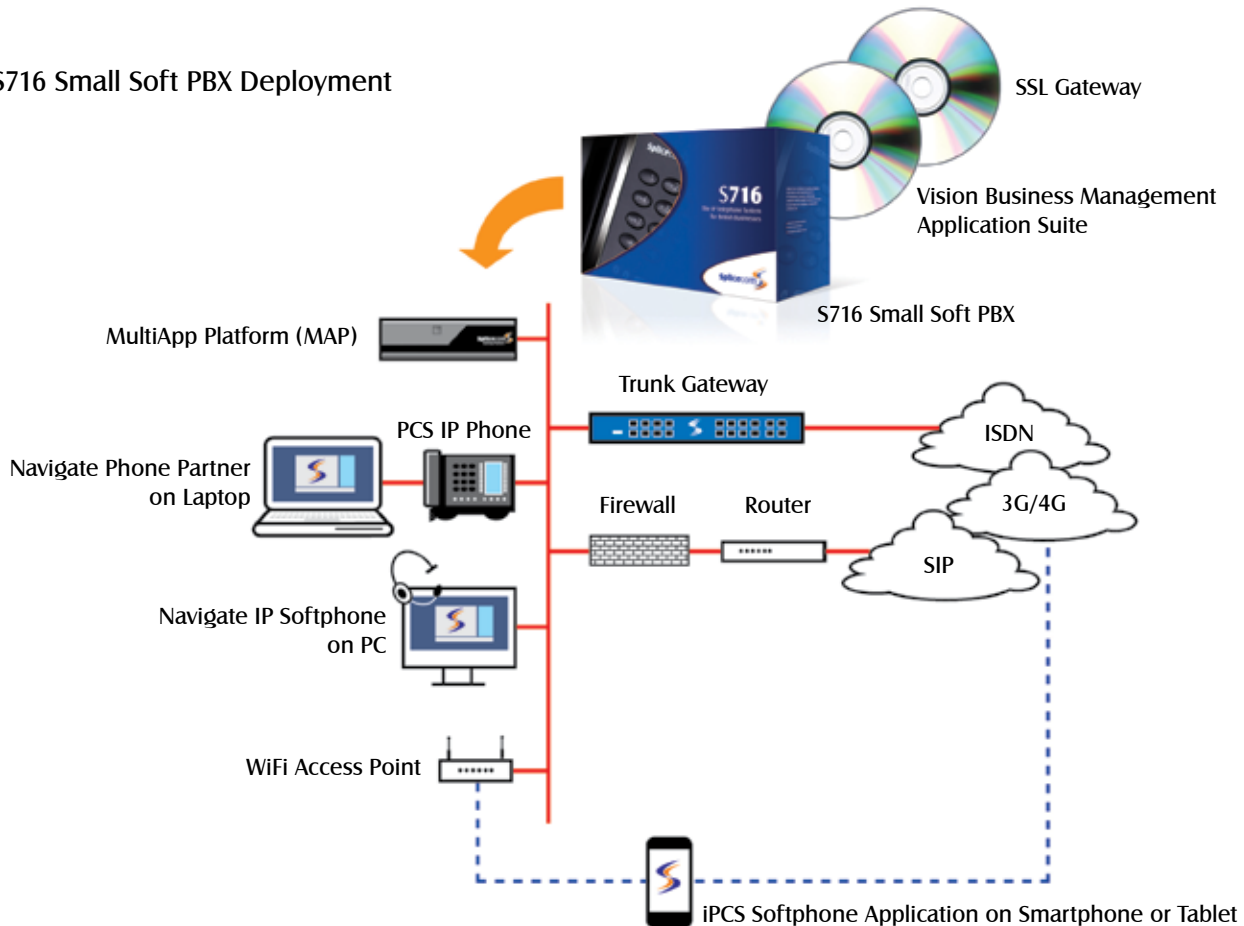 S716 Small Soft PBX Deployment
SSL Gateway
Vision Business Management
Application Suite
S716
S716 Small Soft PBX
MultiApp Platform (MAP)
Trunk Gateway
ISDN
PCS IP Phone
Navigate Phone Partner
on Laptop
3G/4G
Firewall
Router
SIP
Navigate IP Softphone
on PC
WiFi Access Point
iPCS Softphone Application on Smartphone or Tablet